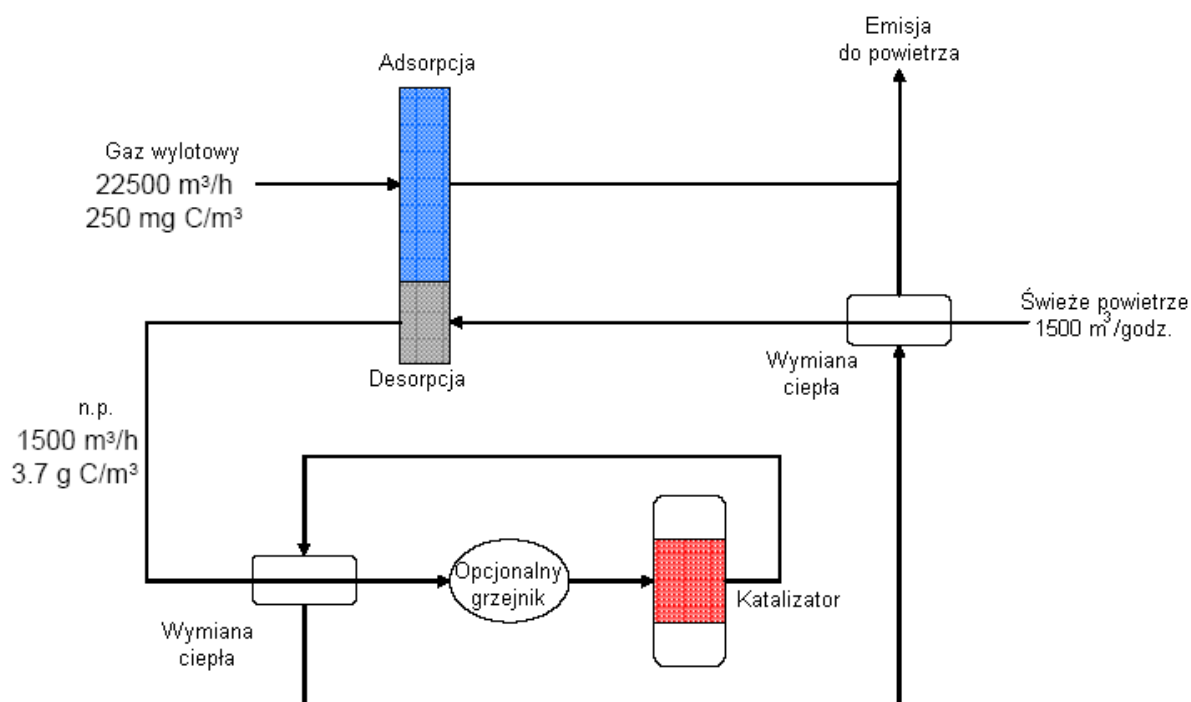 Emisja
do powietrza
Adsorpcja
Gaz wylotowy
22500 m³/h
250 mg C/m³
Świeże powietrze
1500 m³/godz.
Wymiana
ciepła
Desorpcja
n.p.
1500 m³/h
3.7 g C/m³
Opcjonalny
grzejnik
Katalizator
Wymiana
ciepła